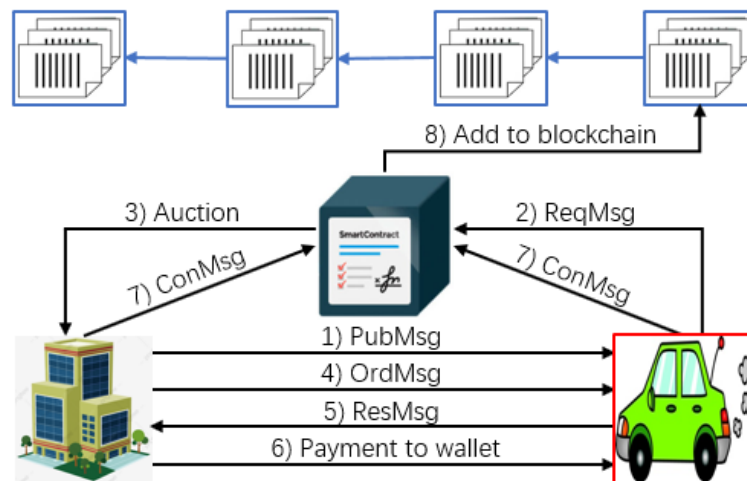 8) Add to blockchain
3) Auction
2) ReqMsg
SmartContract
7) ConMsg
7) ConMsg
1) PubMsg
4) OrdMsg
5) ResMsg
6) Payment to wallet